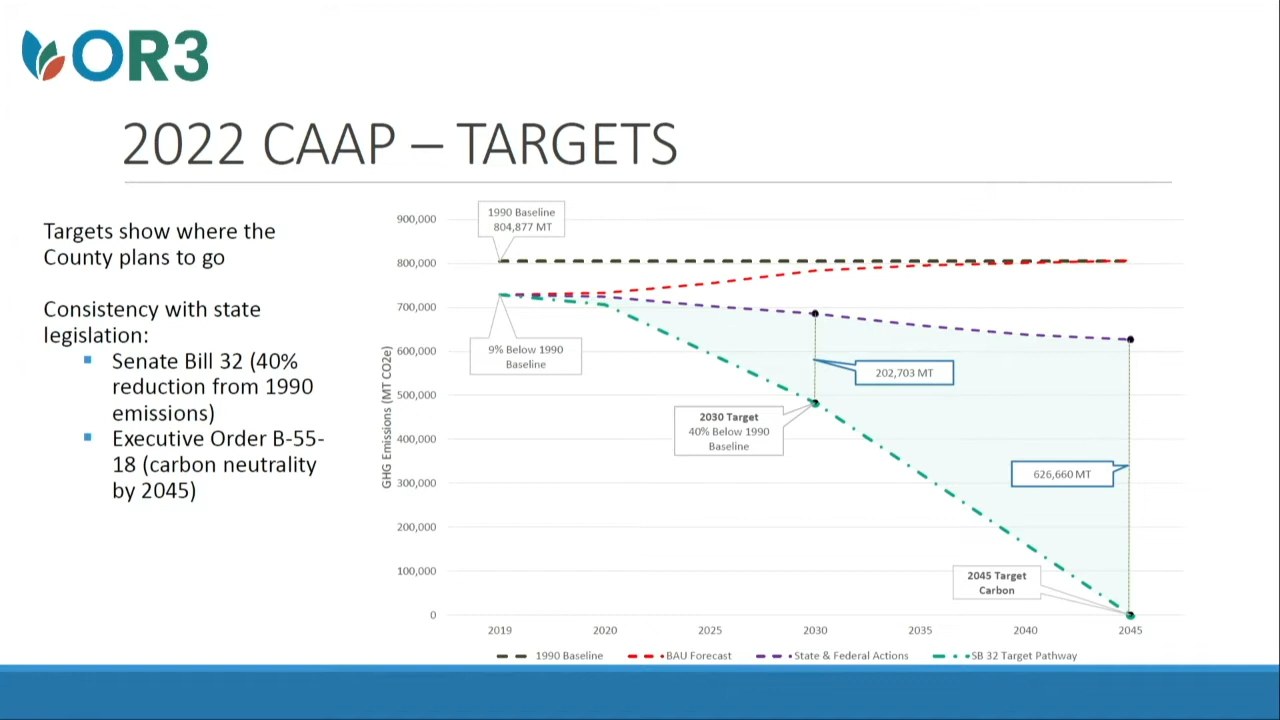 OR3
2022 CAAP – TARGETS
Targets show where the
County plans to go
Consistency with state
legislation:
Senate Bill 32 (40%
reduction from 1990
emissions)
Executive Order B-55-
18 (carbon neutrality
by 2045)
GHG Emissions (MT CO2e)
900,000
800,000
700,000
600,000
500,000
400,000
300,000
200,000
100,000
0
1990 Baseline
804,877 MT
9% Below 1990
Baseline
202,703 MT
2030 Target
40% Below 1990
Baseline
626,660 MT
2045 Target
Carbon
2019 2020 2025 2030 2035 2040 2045
1990 Baseline BAU Forecast State & Federal Actions SB 32 Target Pathway